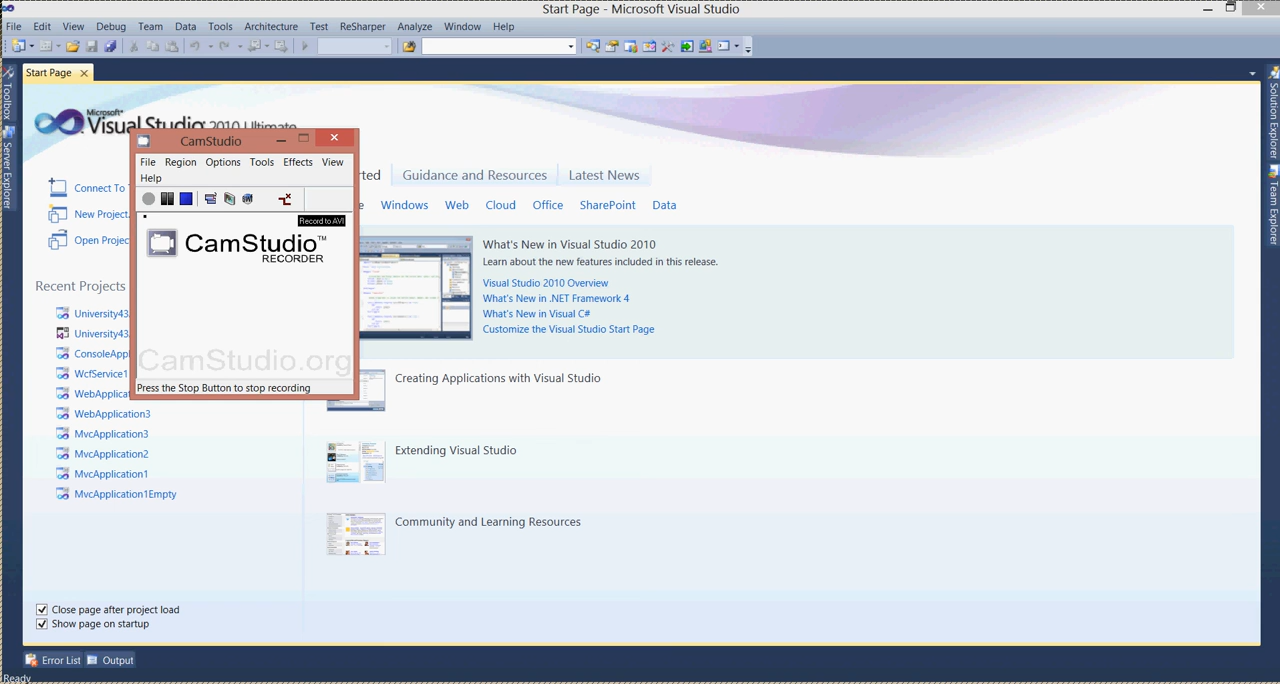 Start Page - Microsoft Visual Studio
File Edit View Debug Team Data Tools Architecture Test ReSharper Analyze Window Help
Start Page
Toolbox
Server Explorer
Solution Explorer
Team Explorer
Microsoft®
Visual Studio 2010 Ultimate
CamStudio
File Region Options Tools Effects View
Help
Record to AVI
CamStudio™
RECORDER
CamStudio.org
Press the Stop Button to stop recording
Connect To T
New Project.
Open Projec
Recent Projects
University43
University43
ConsoleAppl
WcfService1
WebApplicat
WebApplication3
MvcApplication3
MvcApplication2
MvcApplication1
MvcApplication1Empty
rted Guidance and Resources Latest News
e Windows Web Cloud Office SharePoint Data
What's New in Visual Studio 2010
Learn about the new features included in this release.
Visual Studio 2010 Overview
What's New in .NET Framework 4
What's New in Visual C#
Customize the Visual Studio Start Page
Creating Applications with Visual Studio
Extending Visual Studio
Community and Learning Resources
Close page after project load
Show page on startup
Error List Output
Ready